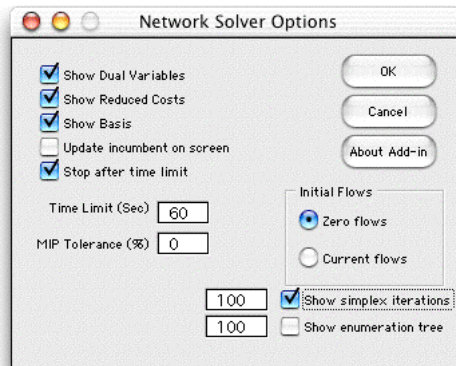 Network Solver Options
Show Dual Variables
Show Reduced Costs
Show Basis
Update incumbent on screen
Stop after time limit
OK
Cancel
About Add-in
Time Limit (Sec) 60
MIP Tolerance (%) 0
Initial Flows
Zero flows
Current flows
100 Show simplex iterations
100 Show enumeration tree